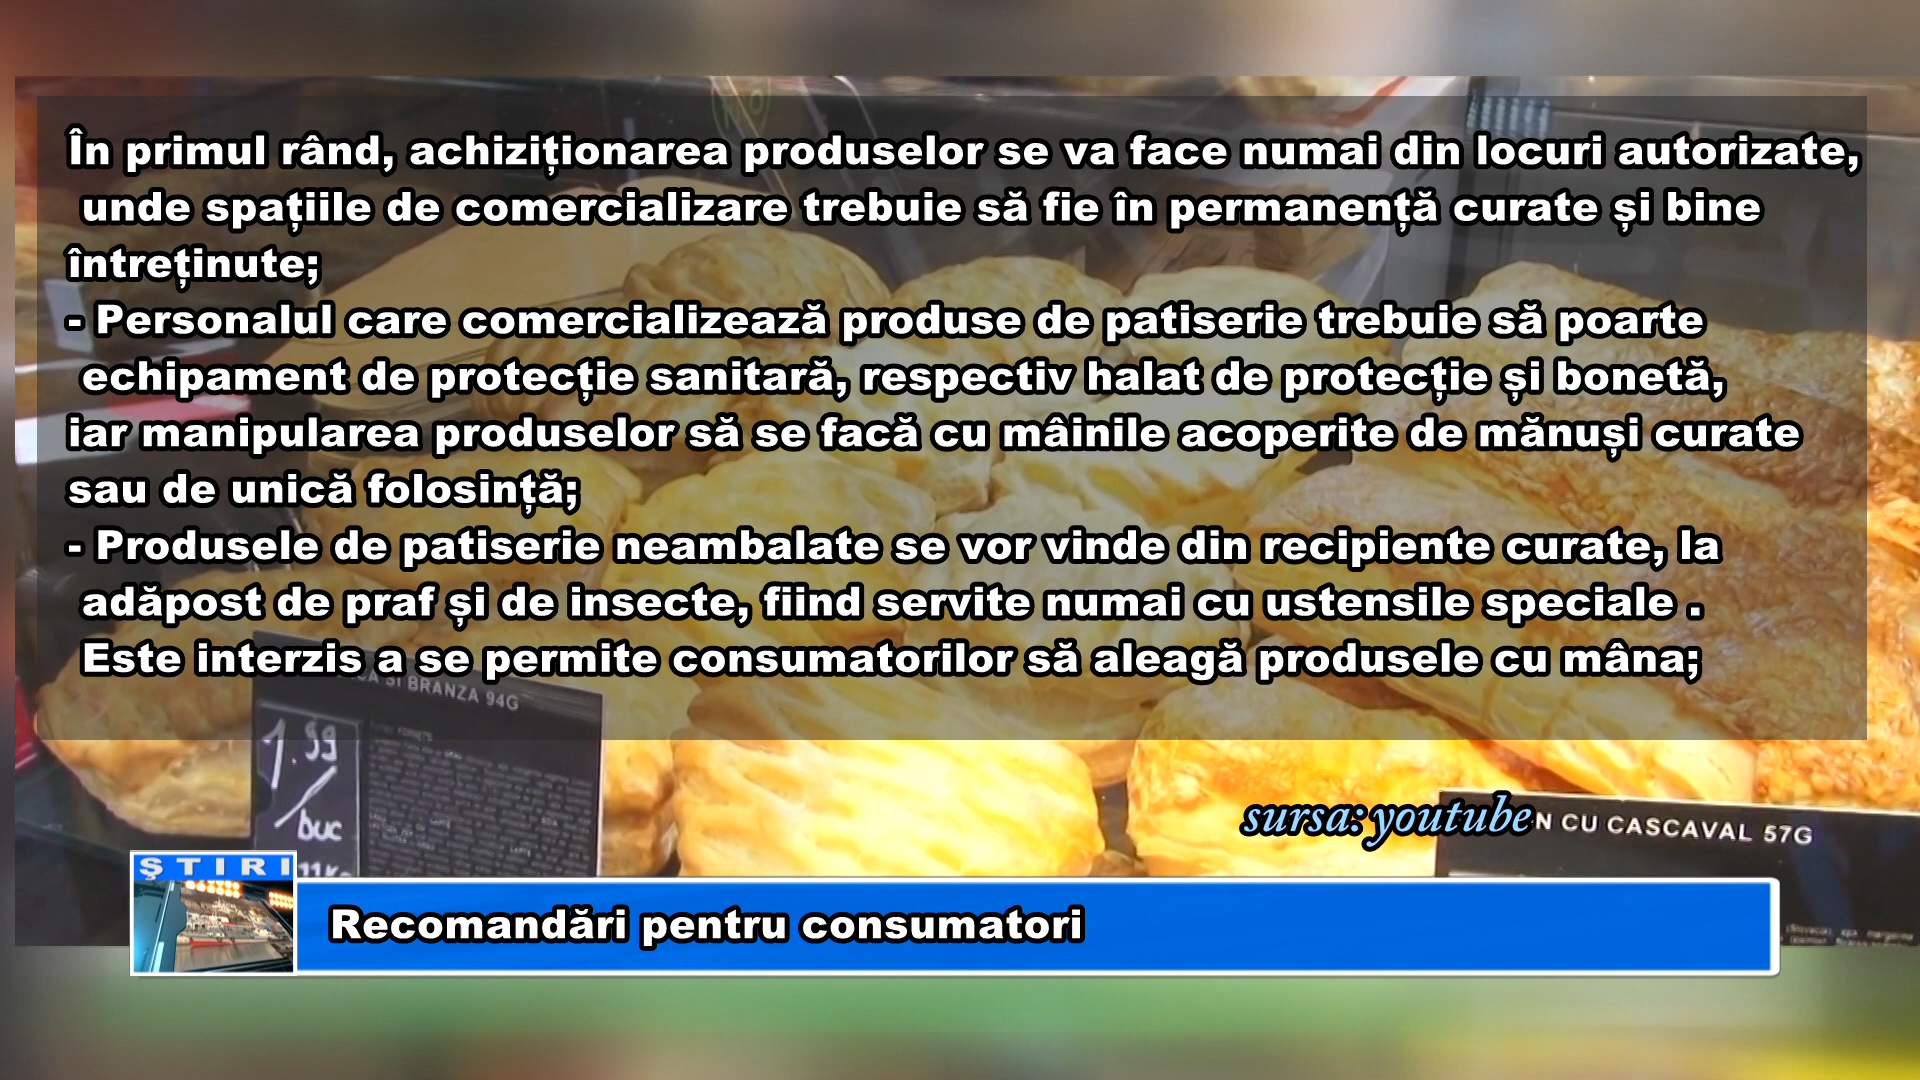 În primul rând, achiziționarea produselor se va face numai din locuri autorizate,
unde spațiile de comercializare trebuie să fie în permanență curate și bine
întreținute;
- Personalul care comercializează produse de patiserie trebuie să poarte
echipament de protecție sanitară, respectiv halat de protecție și bonetă,
iar manipularea produselor să se facă cu mâinile acoperite de mănuși curate
sau de unică folosință;
- Produsele de patiserie neambalate se vor vinde din recipiente curate, la
adăpost de praf și de insecte, fiind servite numai cu ustensile speciale .
Este interzis a se permite consumatorilor să aleagă produsele cu mâna;
SI BRANZA 94G
1.99
/buc
sursa: youtube
N CU CASCAVAL 57G
ŞTIRI
Recomandări pentru consumatori